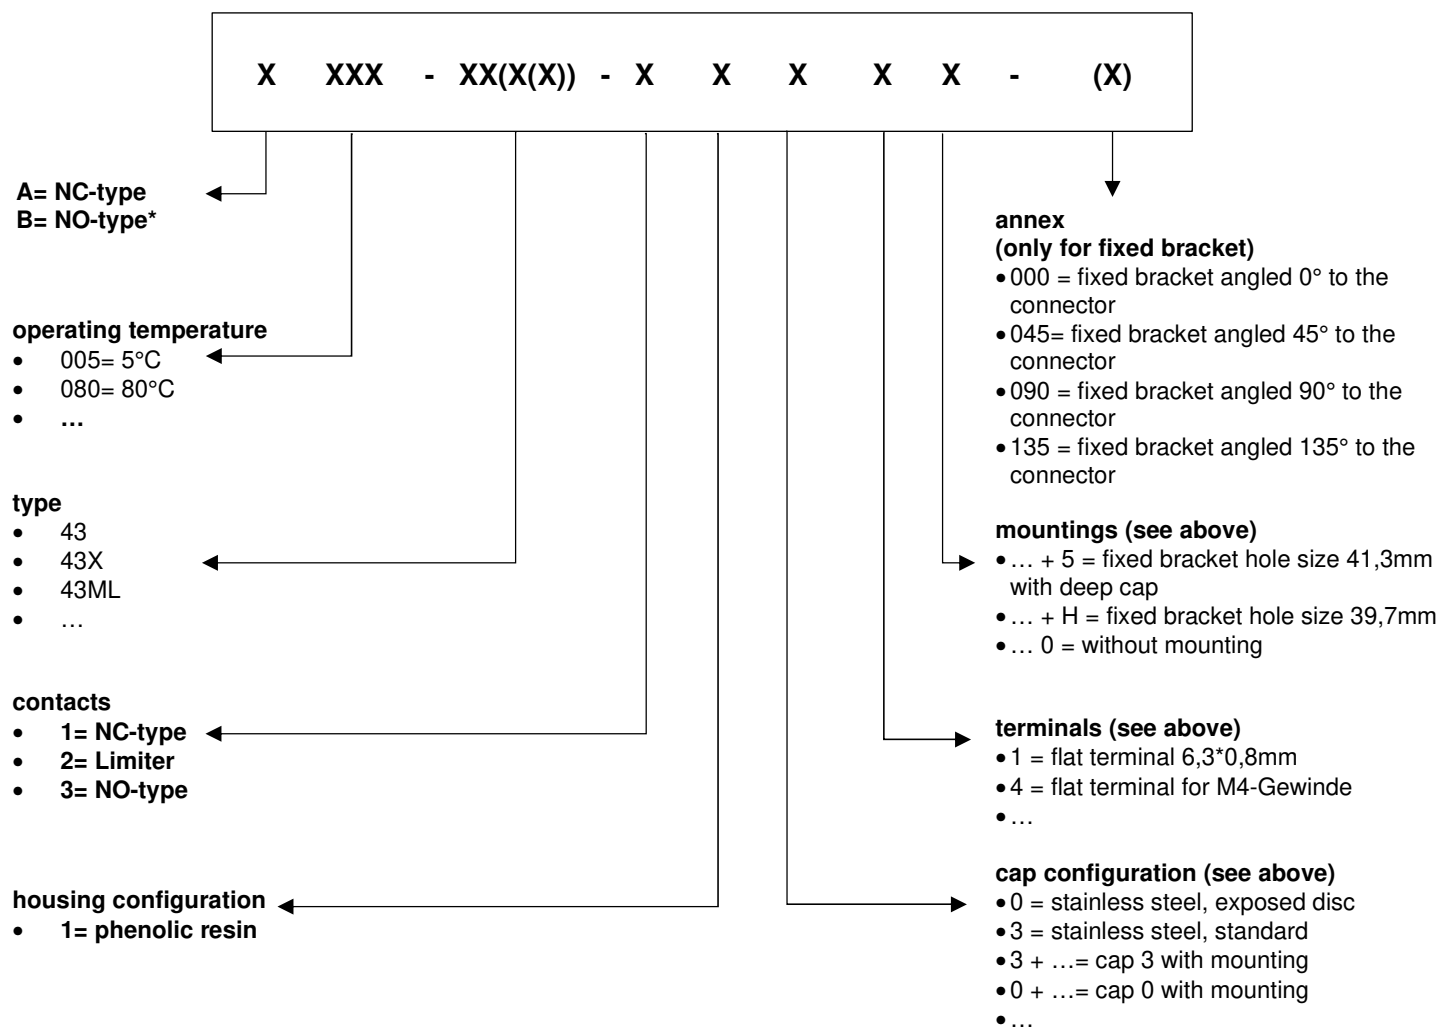 X XXX - XX(X(X)) - X X X X X - (X)
A= NC-type
B= NO-type*
operating temperature
• 005= 5°C
• 080= 80°C
• ...
type
• 43
• 43X
• 43ML
• ...
contacts
• 1= NC-type
• 2= Limiter
• 3= NO-type
housing configuration
• 1= phenolic resin
annex
(only for fixed bracket)
• 000 = fixed bracket angled 0° to the
connector
• 045= fixed bracket angled 45° to the
connector
• 090 = fixed bracket angled 90° to the
connector
• 135 = fixed bracket angled 135° to the
connector
mountings (see above)
• … + 5 = fixed bracket hole size 41,3mm
with deep cap
• … + H = fixed bracket hole size 39,7mm
• … 0 = without mounting
terminals (see above)
• 1 = flat terminal 6,3*0,8mm
• 4 = flat terminal for M4-Gewinde
• …
cap configuration (see above)
• 0 = stainless steel, exposed disc
• 3 = stainless steel, standard
• 3 + …= cap 3 with mounting
• 0 + …= cap 0 with mounting
• …